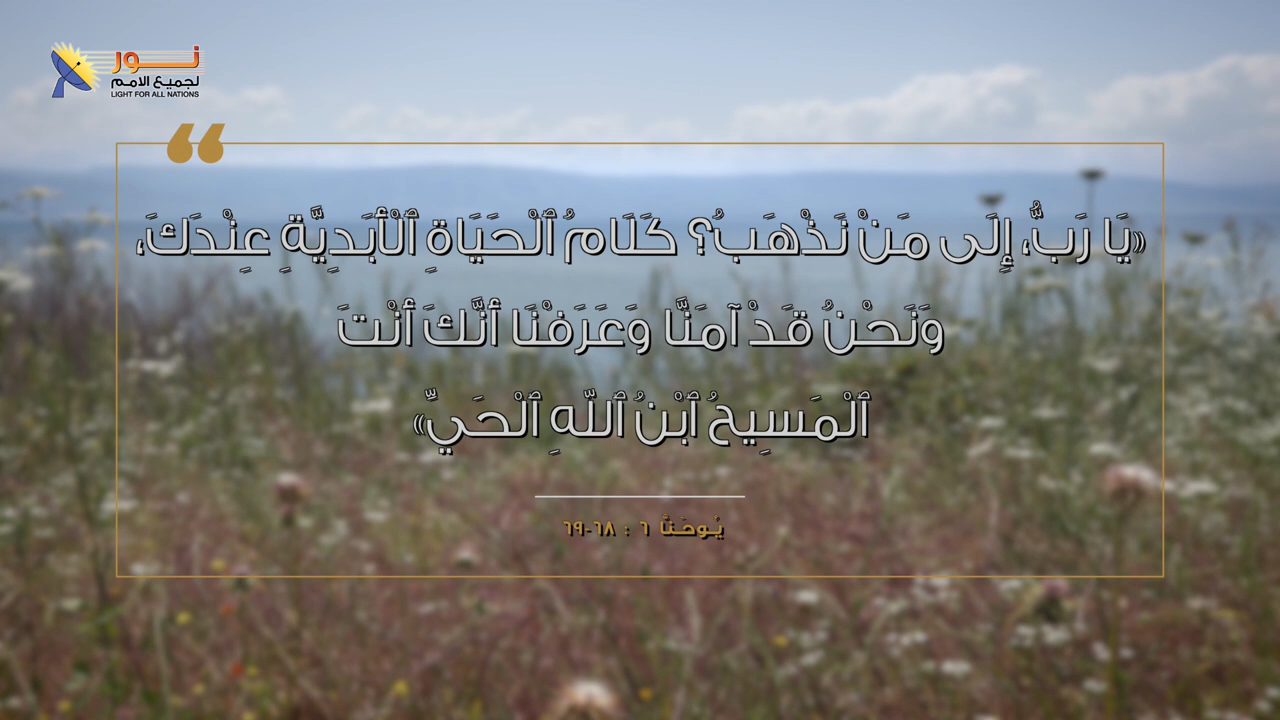 نور
لجميع الامم
LIGHT FOR ALL NATIONS
«يَا رَبُّ، إِلَى مَنْ نَذْهَبُ؟ كَلَامُ ٱلْحَيَاةِ ٱلْأَبَدِيَّةِ عِنْدَكَ،
وَنَحْنُ قَدْ آمَنَّا وَعَرَفْنَا أَنَّكَ أَنْتَ
ٱلْمَسِيحُ ٱبْنُ ٱللهِ ٱلْحَيِّ»
يُوحَنَّا ٦ : ٦٨-٦٩